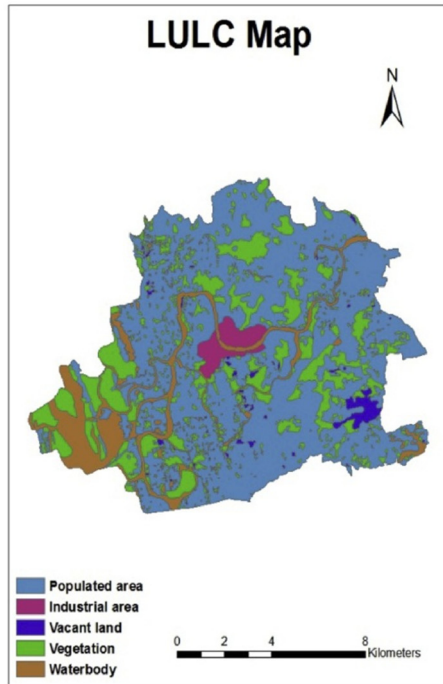 LULC Map
N
Populated area
Industrial area
Vacant land
Vegetation
Waterbody
0 2 4 8
Kilometers